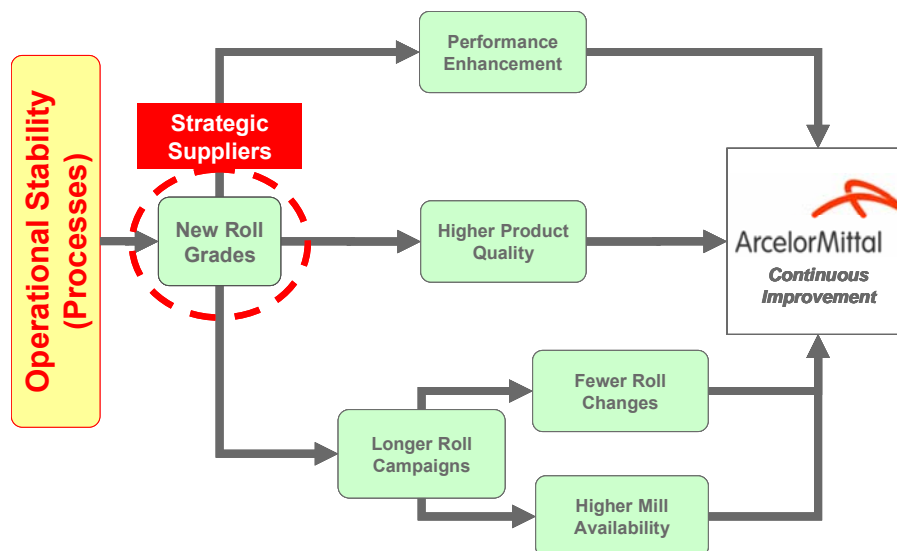 Operational Stability
(Processes)
Strategic
Suppliers
New Roll
Grades
Performance
Enhancement
Higher Product
Quality
Longer Roll
Campaigns
Fewer Roll
Changes
Higher Mill
Availability
ArcelorMittal
Continuous
Improvement